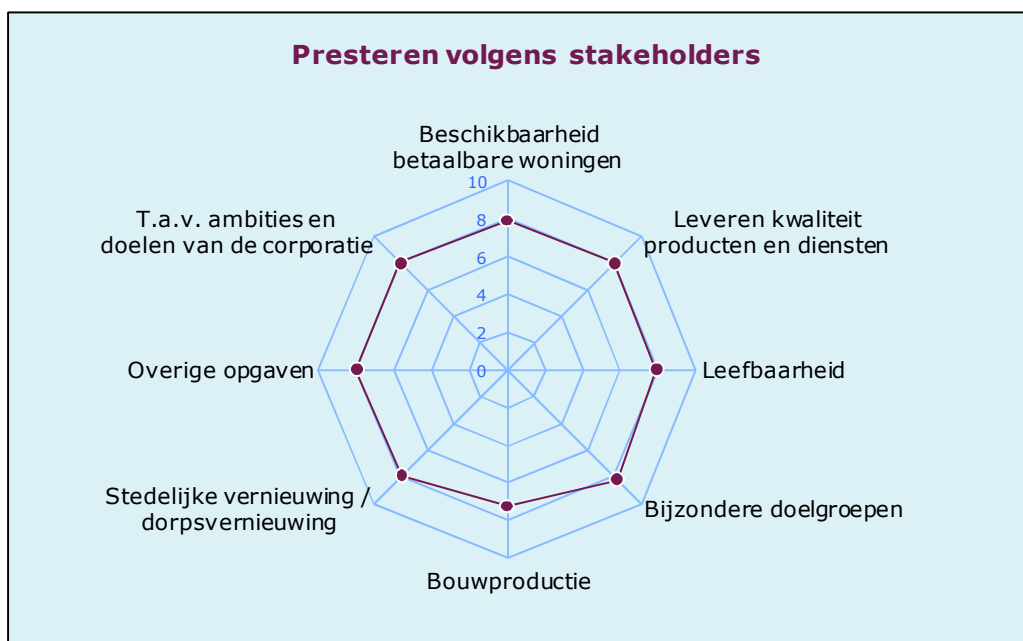 Presteren volgens stakeholders
Beschikbaarheid
betaalbare woningen
Leveren kwaliteit
producten en diensten
Leefbaarheid
Bijzondere doelgroepen
Bouwproductie
Stedelijke vernieuwing /
dorpsvernieuwing
Overige opgaven
T.a.v. ambities en
doelen van de corporatie
10
8
6
4
2
0